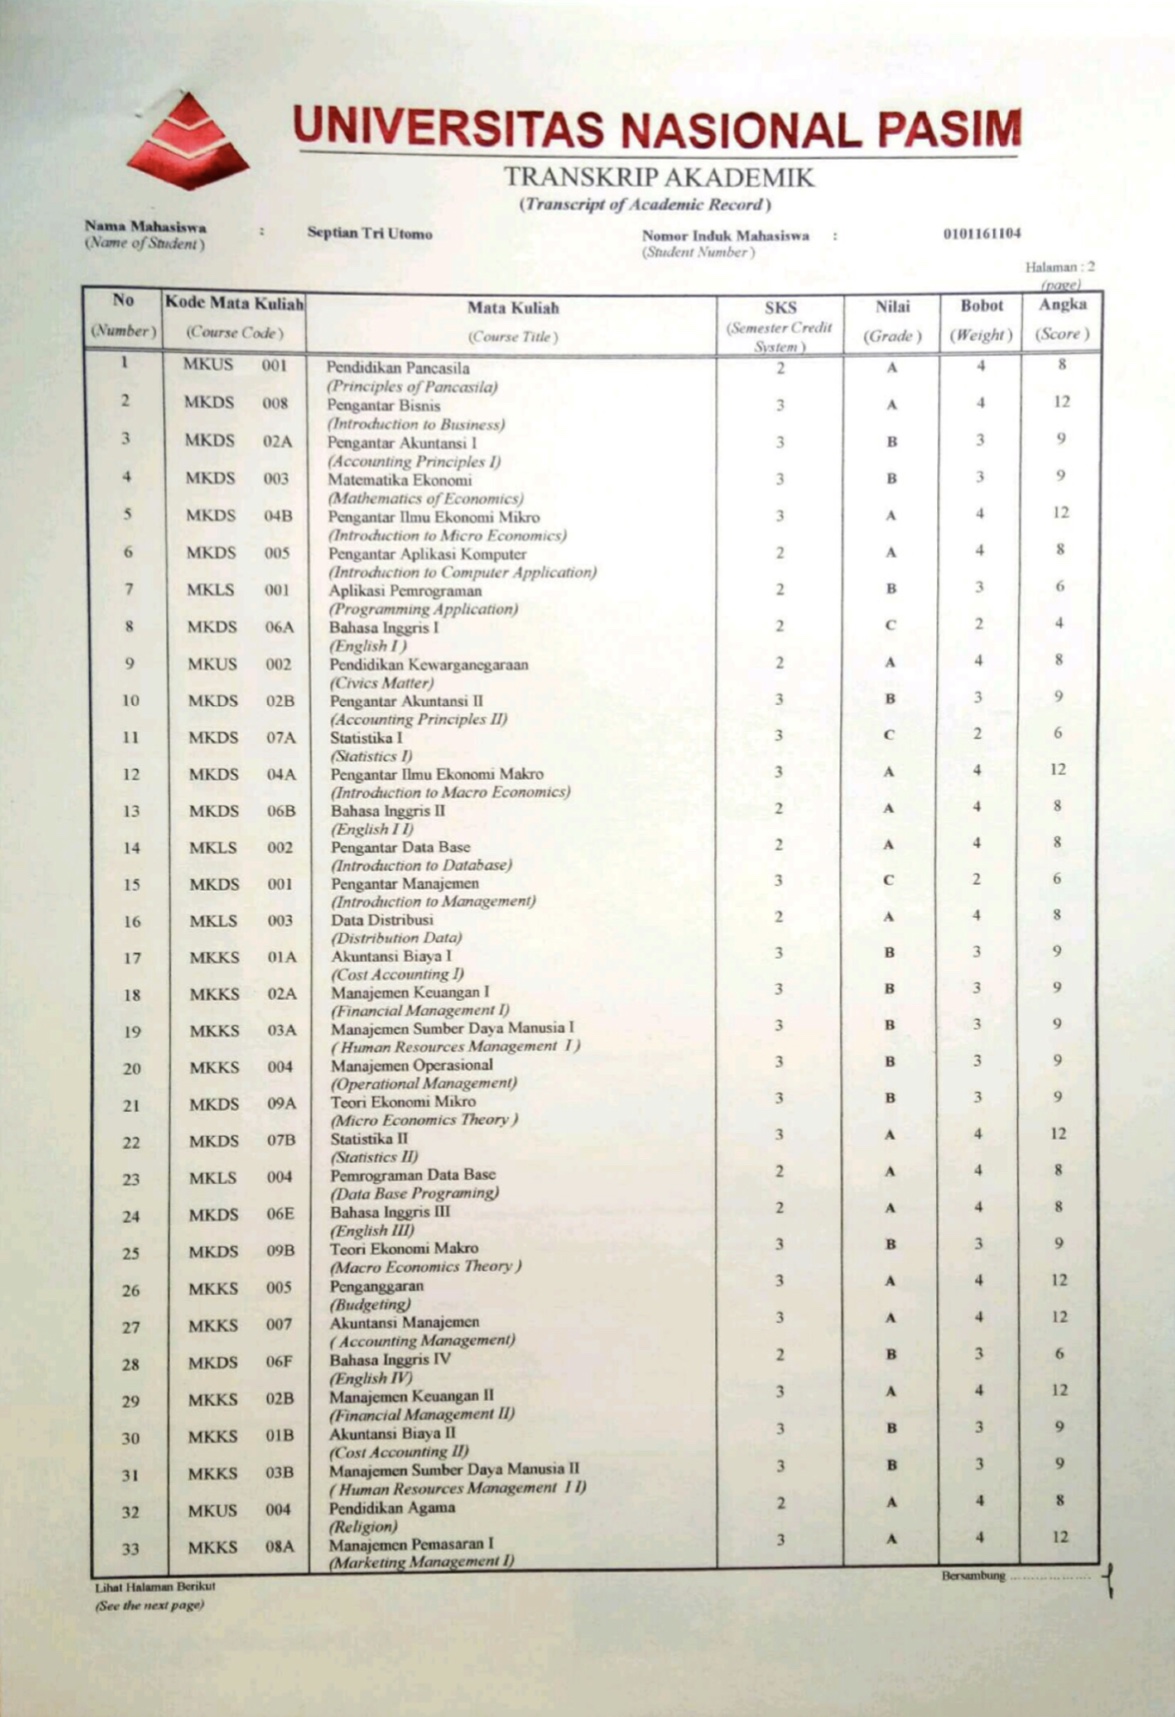 UNIVERSITAS NASIONAL PASIM
TRANSKRIP AKADEMIK
(Transcript of Academic Record)
Nama Mahasiswa : Septian Tri Utomo Nomor Induk Mahasiswa : 0101161104
(Name of Student) (Student Number)
Halaman : 2
(page)
No Kode Mata Kuliah Mata Kuliah SKS Nilai Bobot Angka
(Number) (Course Code) (Course Title) (Semester Credit System) (Grade) (Weight) (Score)
1 MKUS 001 Pendidikan Pancasila 2 A 4 8
(Principles of Pancasila)
2 MKDS 008 Pengantar Bisnis 3 A 4 12
(Introduction to Business)
3 MKDS 02A Pengantar Akuntansi I 3 B 3 9
(Accounting Principles I)
4 MKDS 003 Matematika Ekonomi 3 B 3 9
(Mathematics of Economics)
5 MKDS 04B Pengantar Ilmu Ekonomi Mikro 3 A 4 12
(Introduction to Micro Economics)
6 MKDS 005 Pengantar Aplikasi Komputer 2 A 4 8
(Introduction to Computer Application)
7 MKLS 001 Aplikasi Pemrograman 2 B 3 6
(Programming Application)
8 MKDS 06A Bahasa Inggris I 2 C 2 4
(English I )
9 MKUS 002 Pendidikan Kewarganegaraan 2 A 4 8
(Civics Matter)
10 MKDS 02B Pengantar Akuntansi II 3 B 3 9
(Accounting Principles II)
11 MKDS 07A Statistika I 3 C 2 6
(Statistics I)
12 MKDS 04A Pengantar Ilmu Ekonomi Makro 3 A 4 12
(Introduction to Macro Economics)
13 MKDS 06B Bahasa Inggris II 2 A 4 8
(English I I)
14 MKLS 002 Pengantar Data Base 2 A 4 8
(Introduction to Database)
15 MKDS 001 Pengantar Manajemen 3 C 2 6
(Introduction to Management)
16 MKLS 003 Data Distribusi 2 A 4 8
(Distribution Data)
17 MKKS 01A Akuntansi Biaya I 3 B 3 9
(Cost Accounting I)
18 MKKS 02A Manajemen Keuangan I 3 B 3 9
(Financial Management I)
19 MKKS 03A Manajemen Sumber Daya Manusia I 3 B 3 9
( Human Resources Management I )
20 MKKS 004 Manajemen Operasional 3 B 3 9
(Operational Management)
21 MKDS 09A Teori Ekonomi Mikro 3 B 3 9
(Micro Economics Theory )
22 MKDS 07B Statistika II 3 A 4 12
(Statistics II)
23 MKLS 004 Pemrograman Data Base 2 A 4 8
(Data Base Programing)
24 MKDS 06E Bahasa Inggris III 2 A 4 8
(English III)
25 MKDS 09B Teori Ekonomi Makro 3 B 3 9
(Macro Economics Theory )
26 MKKS 005 Penganggaran 3 A 4 12
(Budgeting)
27 MKKS 007 Akuntansi Manajemen 3 A 4 12
( Accounting Management)
28 MKDS 06F Bahasa Inggris IV 2 B 3 6
(English IV)
29 MKKS 02B Manajemen Keuangan II 3 A 4 12
(Financial Management II)
30 MKKS 01B Akuntansi Biaya II 3 B 3 9
(Cost Accounting II)
31 MKKS 03B Manajemen Sumber Daya Manusia II 3 B 3 9
( Human Resources Management I I)
32 MKUS 004 Pendidikan Agama 2 A 4 8
(Religion)
33 MKKS 08A Manajemen Pemasaran I 3 A 4 12
(Marketing Management I)
Lihat Halaman Berikut Bersambung ..................
(See the next page)